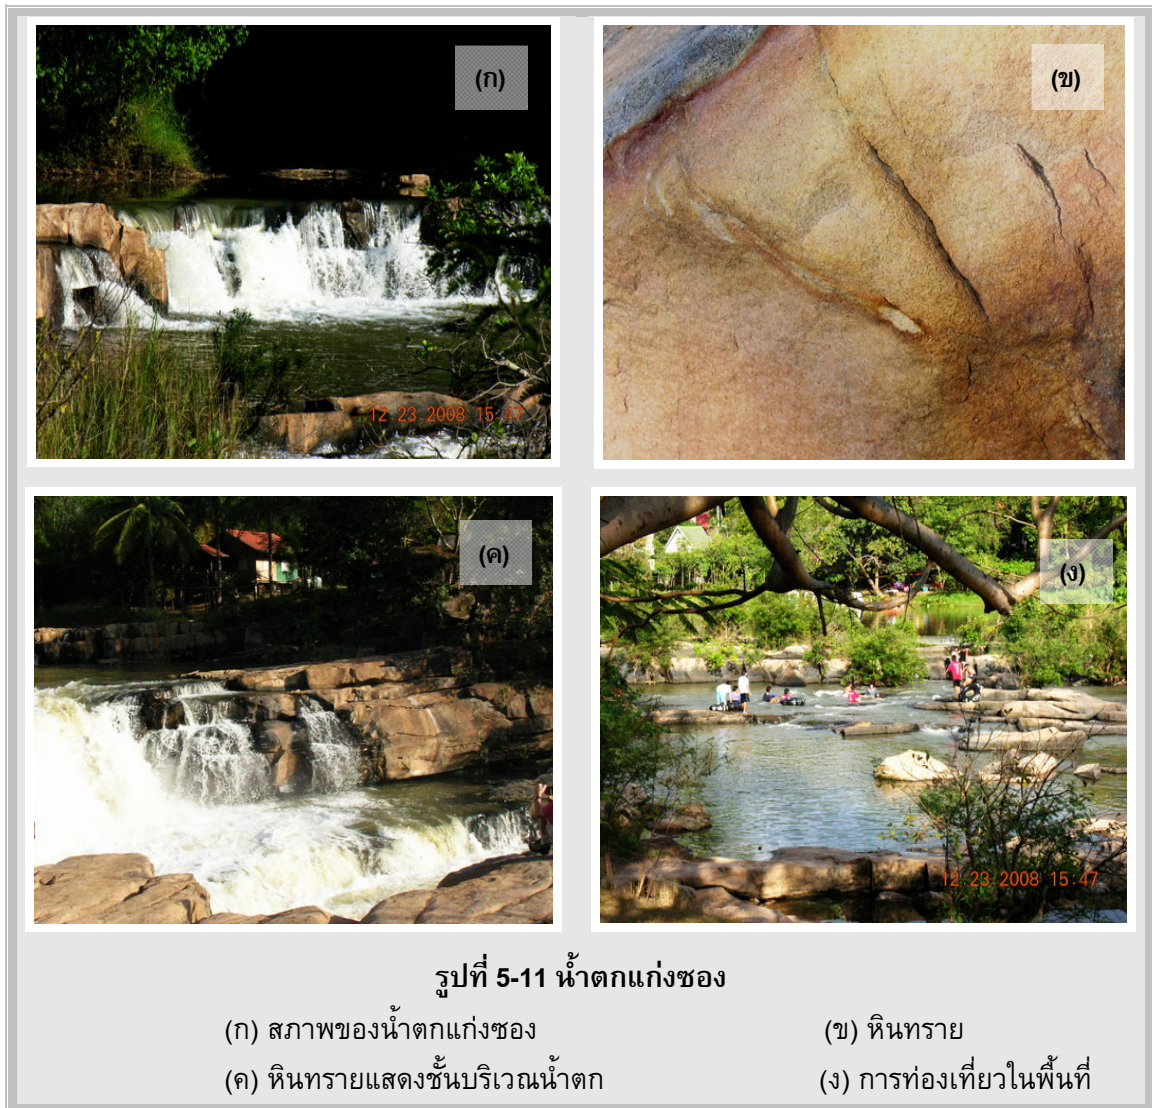 (ก)
(ข)
12 23 2008 15:47
(ค)
(ง)
12 23 2008 15:47
รูปที่ 5-11 น้ำตกแก่งซอง
(ก) สภาพของน้ำตกแก่งซอง (ข) หินทราย
(ค) หินทรายแสดงชั้นบริเวณน้ำตก (ง) การท่องเที่ยวในพื้นที่